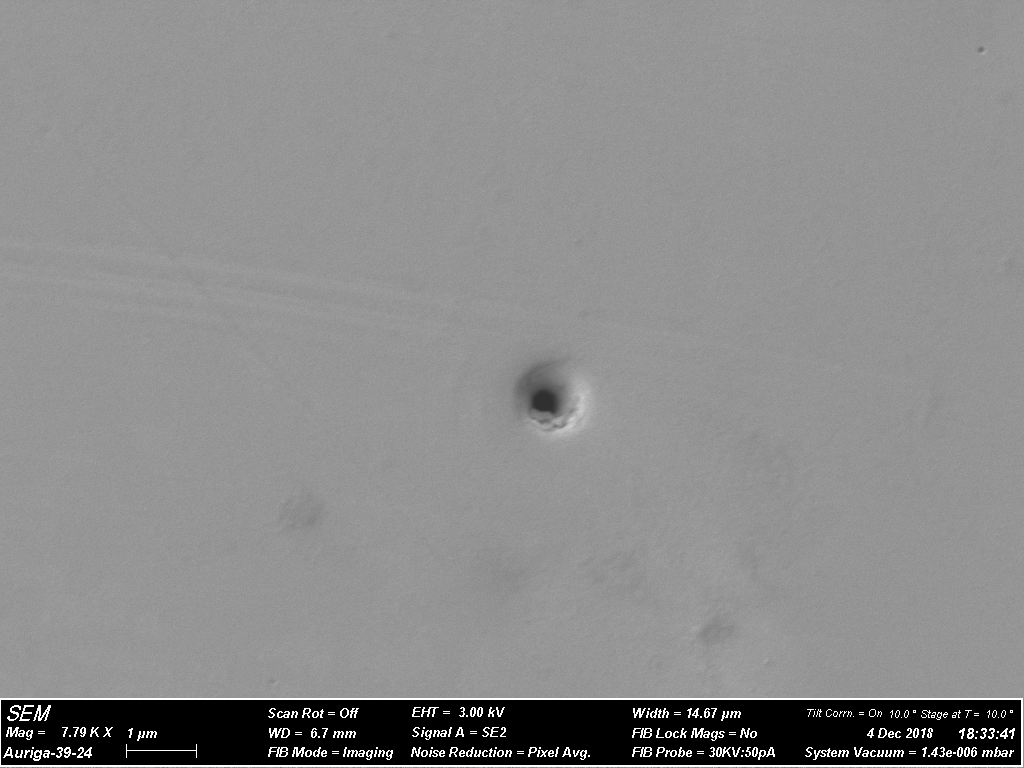 SEM
Mag = 7.79 K X 1 µm
Auriga-39-24
Scan Rot = Off
WD = 6.7 mm
FIB Mode = Imaging
EHT = 3.00 kV
Signal A = SE2
Noise Reduction = Pixel Avg.
Width = 14.67 µm
FIB Lock Mags = No
FIB Probe = 30KV:50pA
Tilt Corrn. = On 10.0 ° Stage at T = 10.0 °
4 Dec 2018 18:33:41
System Vacuum = 1.43e-006 mbar